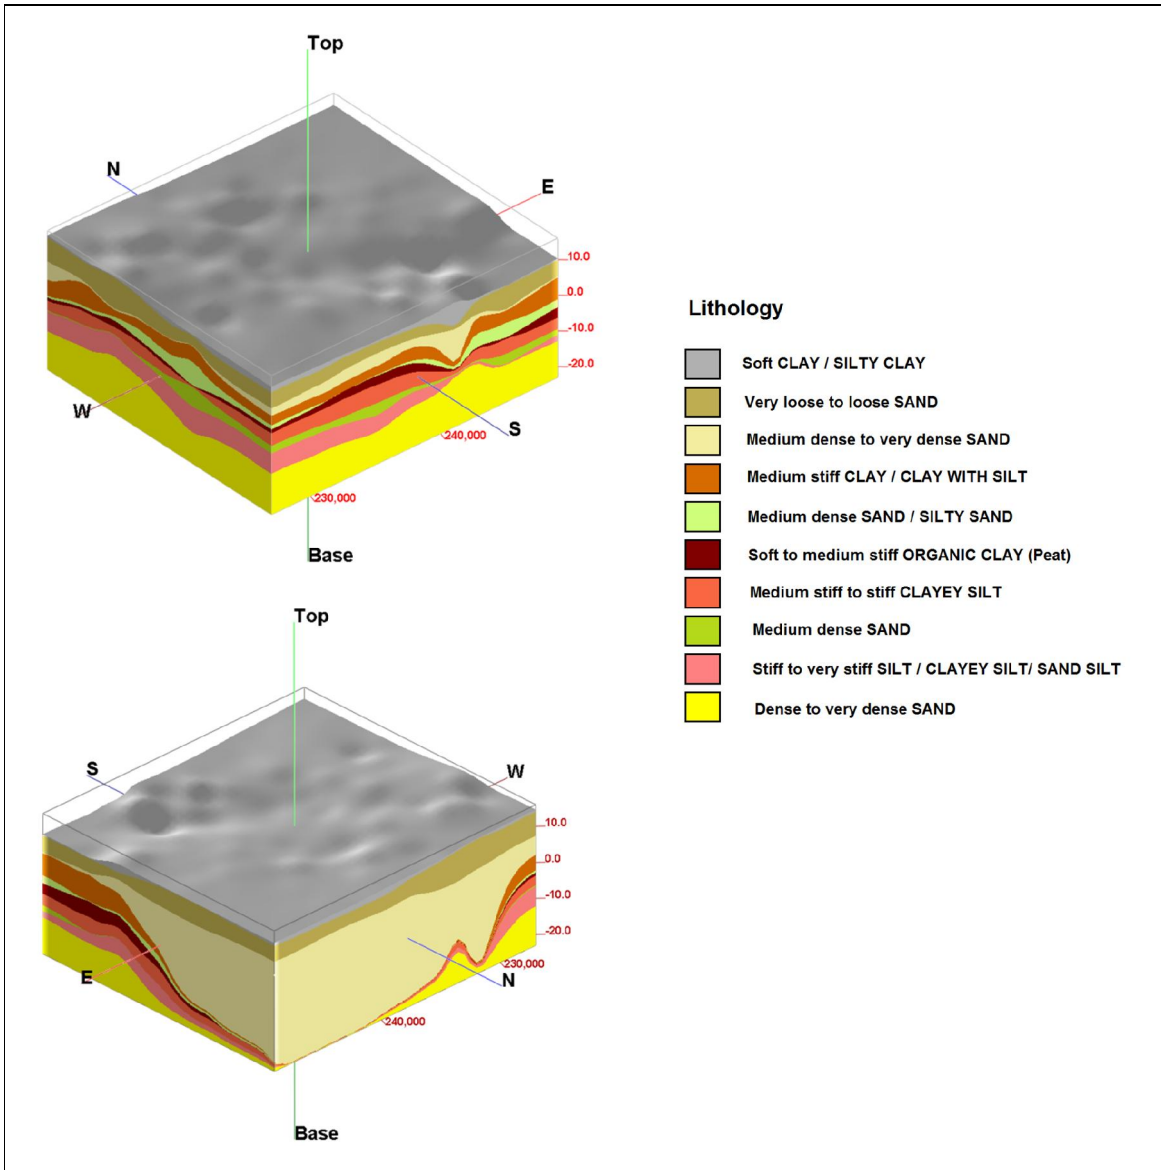 Top
N
E
10.0
0.0
-10.0
-20.0
W
S
240,000
230,000
Base
Lithology
Soft CLAY / SILTY CLAY
Very loose to loose SAND
Medium dense to very dense SAND
Medium stiff CLAY / CLAY WITH SILT
Medium dense SAND / SILTY SAND
Soft to medium stiff ORGANIC CLAY (Peat)
Medium stiff to stiff CLAYEY SILT
Medium dense SAND
Stiff to very stiff SILT / CLAYEY SILT/ SAND SILT
Dense to very dense SAND
Top
S
W
10.0
0.0
-10.0
-20.0
230,000
E
N
240,000
Base